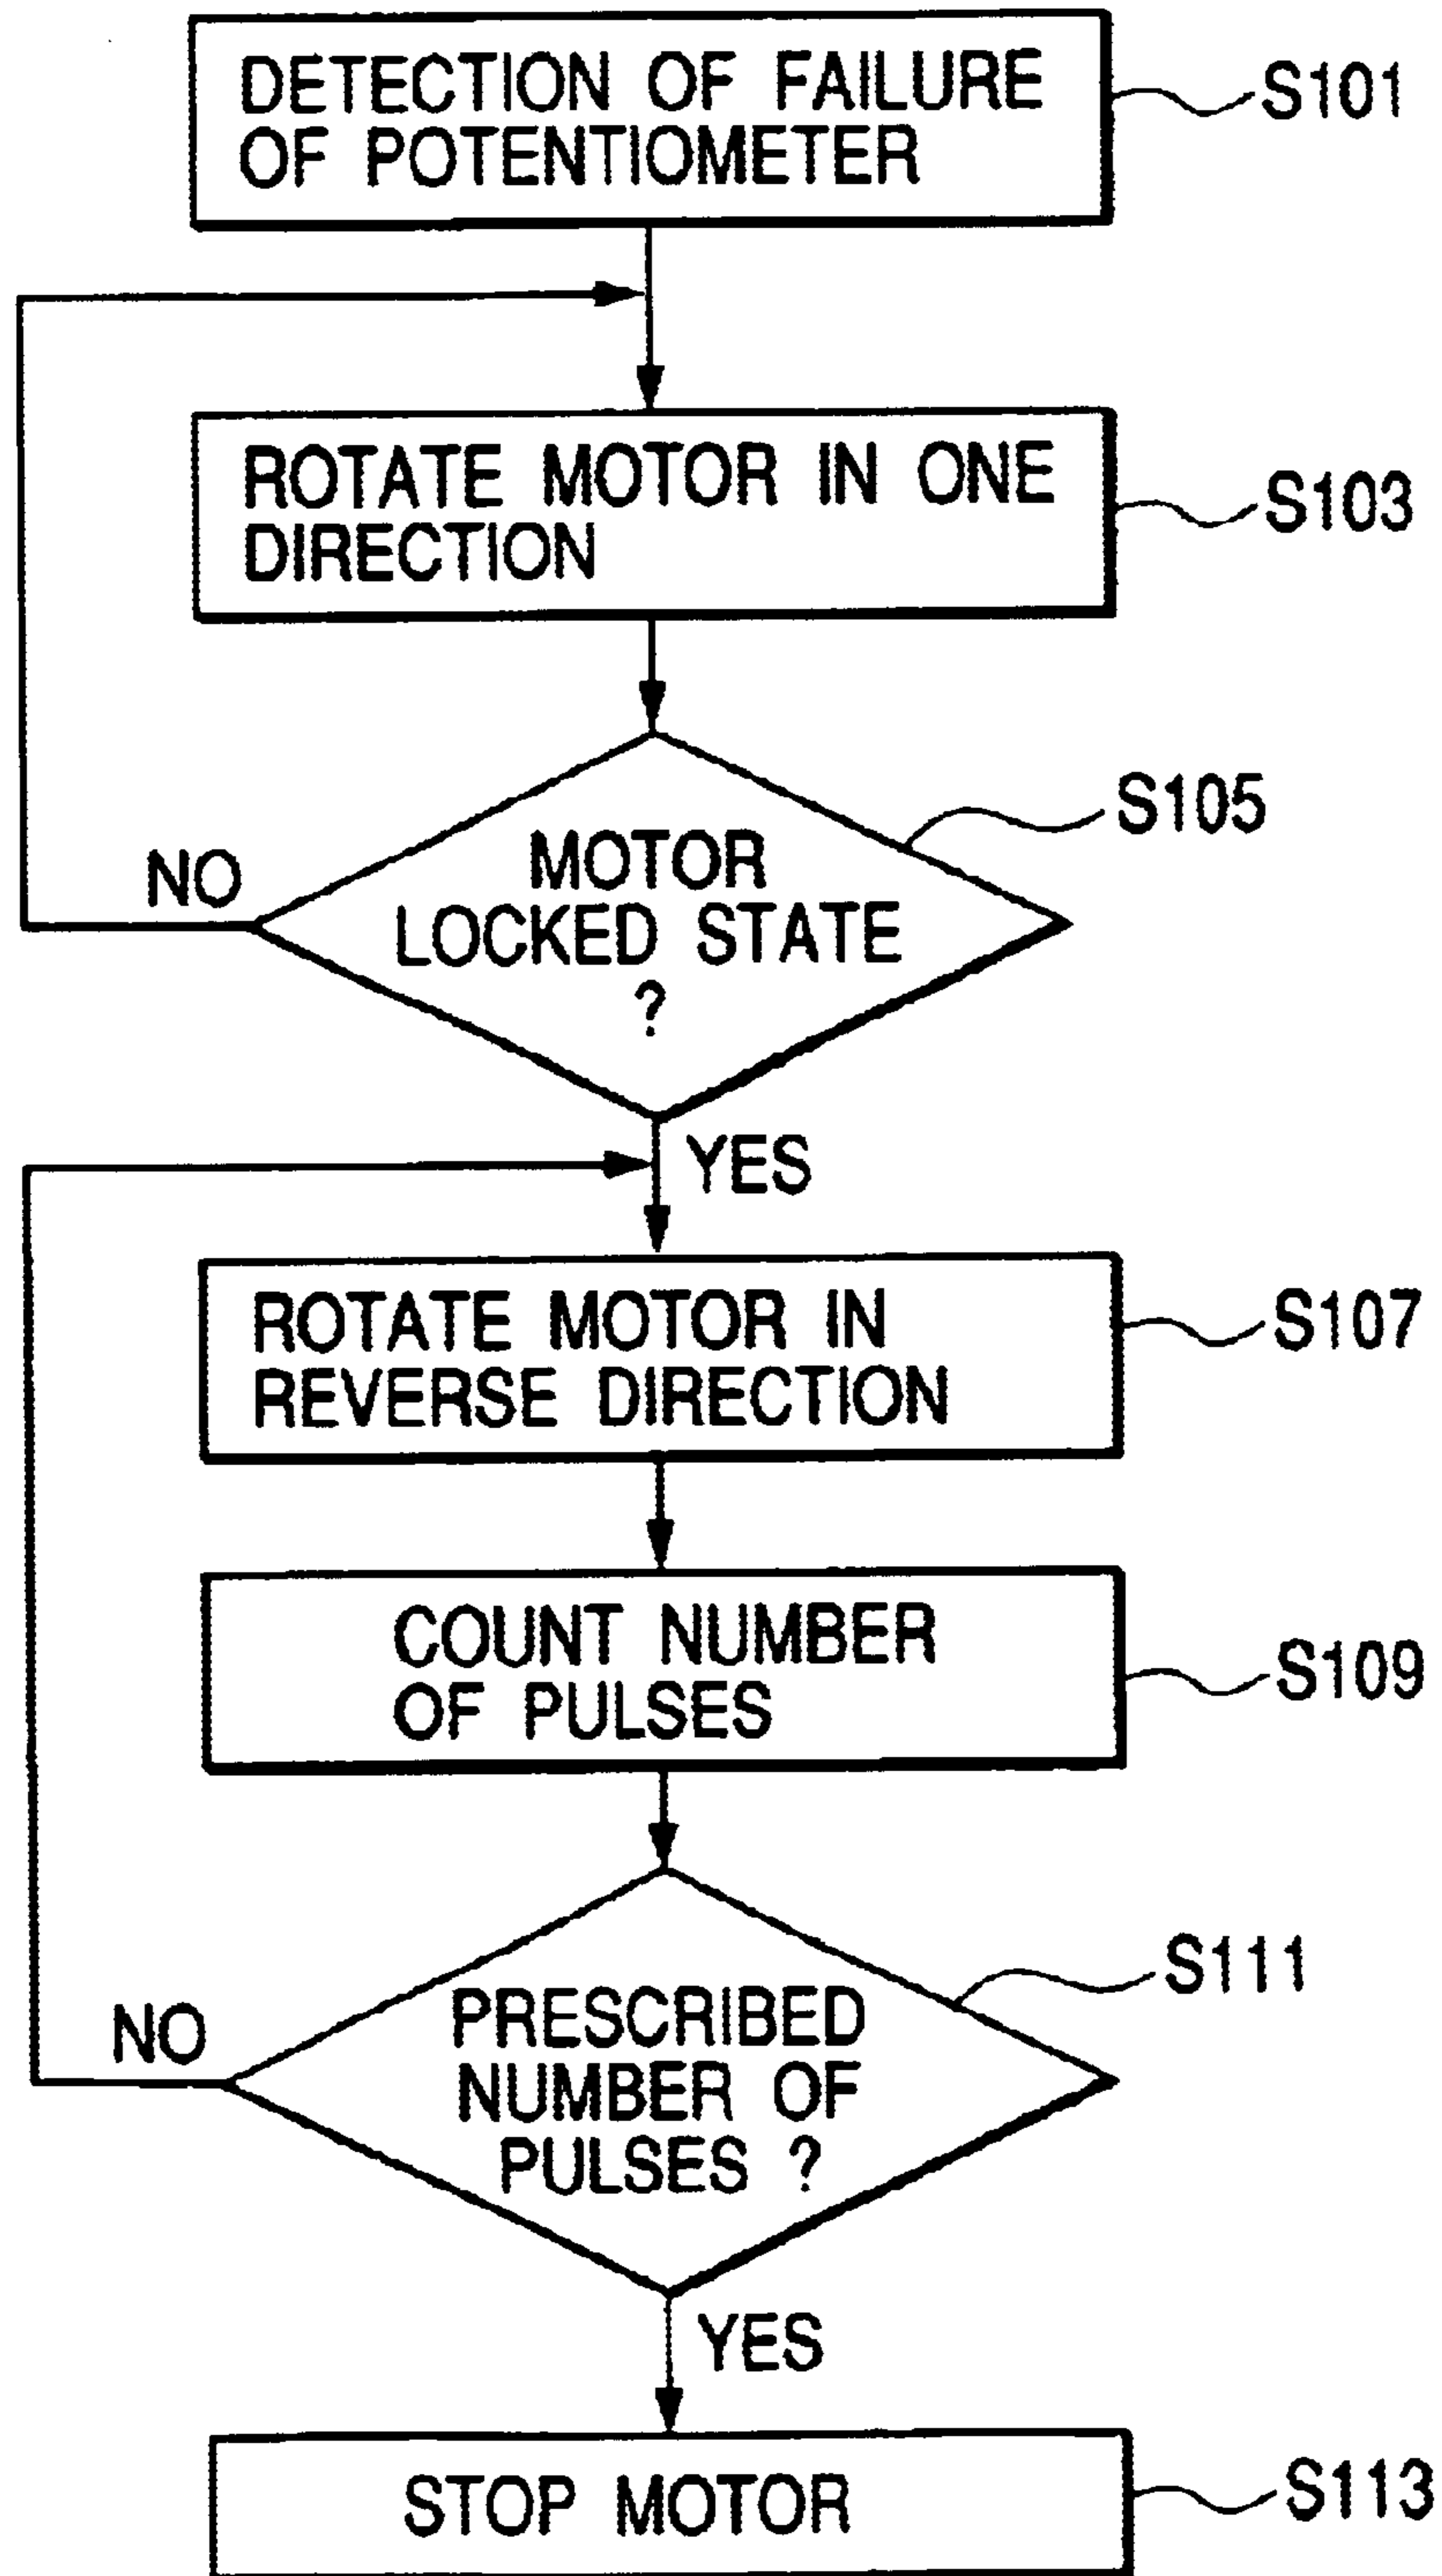 DETECTION OF FAILURE
OF POTENTIOMETER
S101
ROTATE MOTOR IN ONE
DIRECTION
S103
MOTOR
LOCKED STATE
?
S105
NO
YES
ROTATE MOTOR IN
REVERSE DIRECTION
S107
COUNT NUMBER
OF PULSES
S109
PRESCRIBED
NUMBER OF
PULSES ?
S111
NO
YES
STOP MOTOR
S113